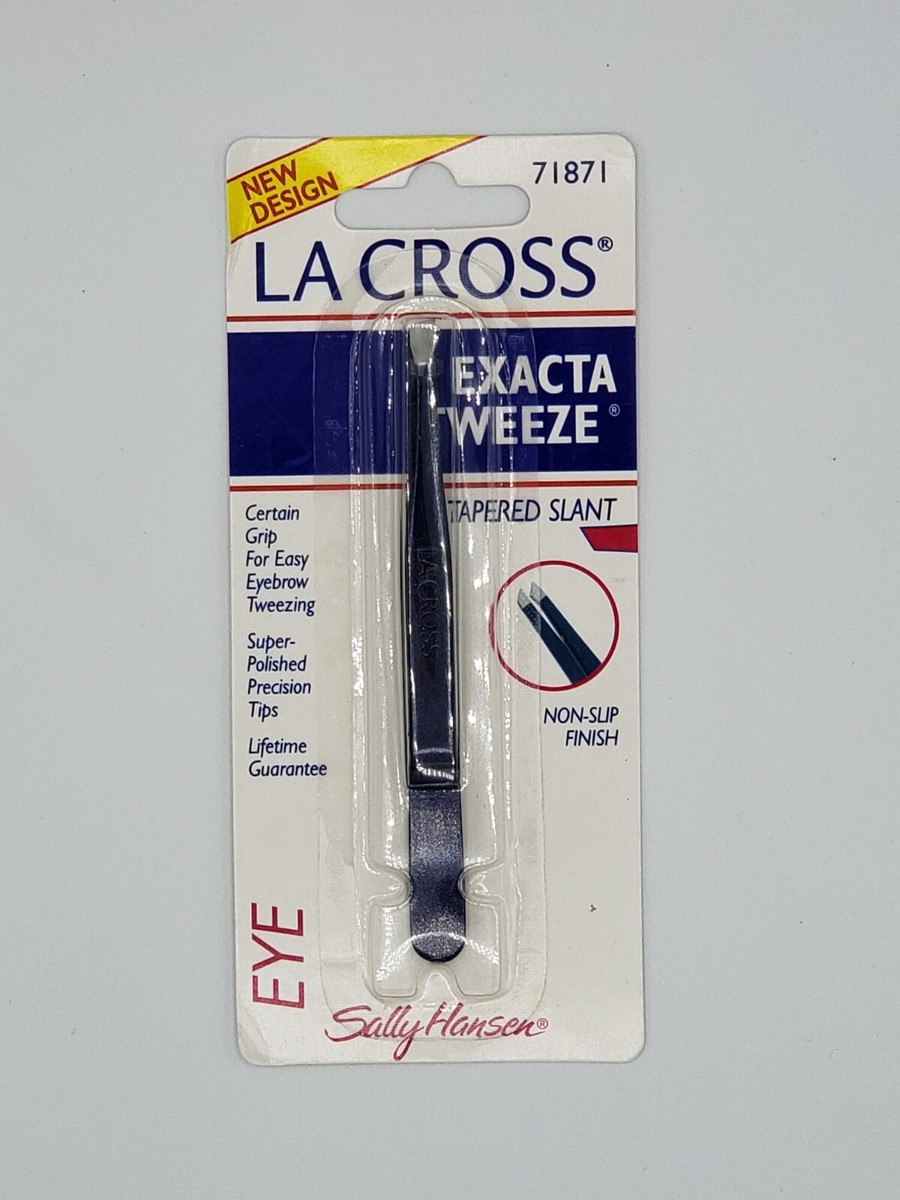 NEW
DESIGN
71871
LA CROSS®
EXACTA
TWEEZE®
TAPERED SLANT
Certain
Grip
For Easy
Eyebrow
Tweezing
Super-
Polished
Precision
Tips
Lifetime
Guarantee
LA CROSS
NON-SLIP
FINISH
EYE
Sally Hansen®